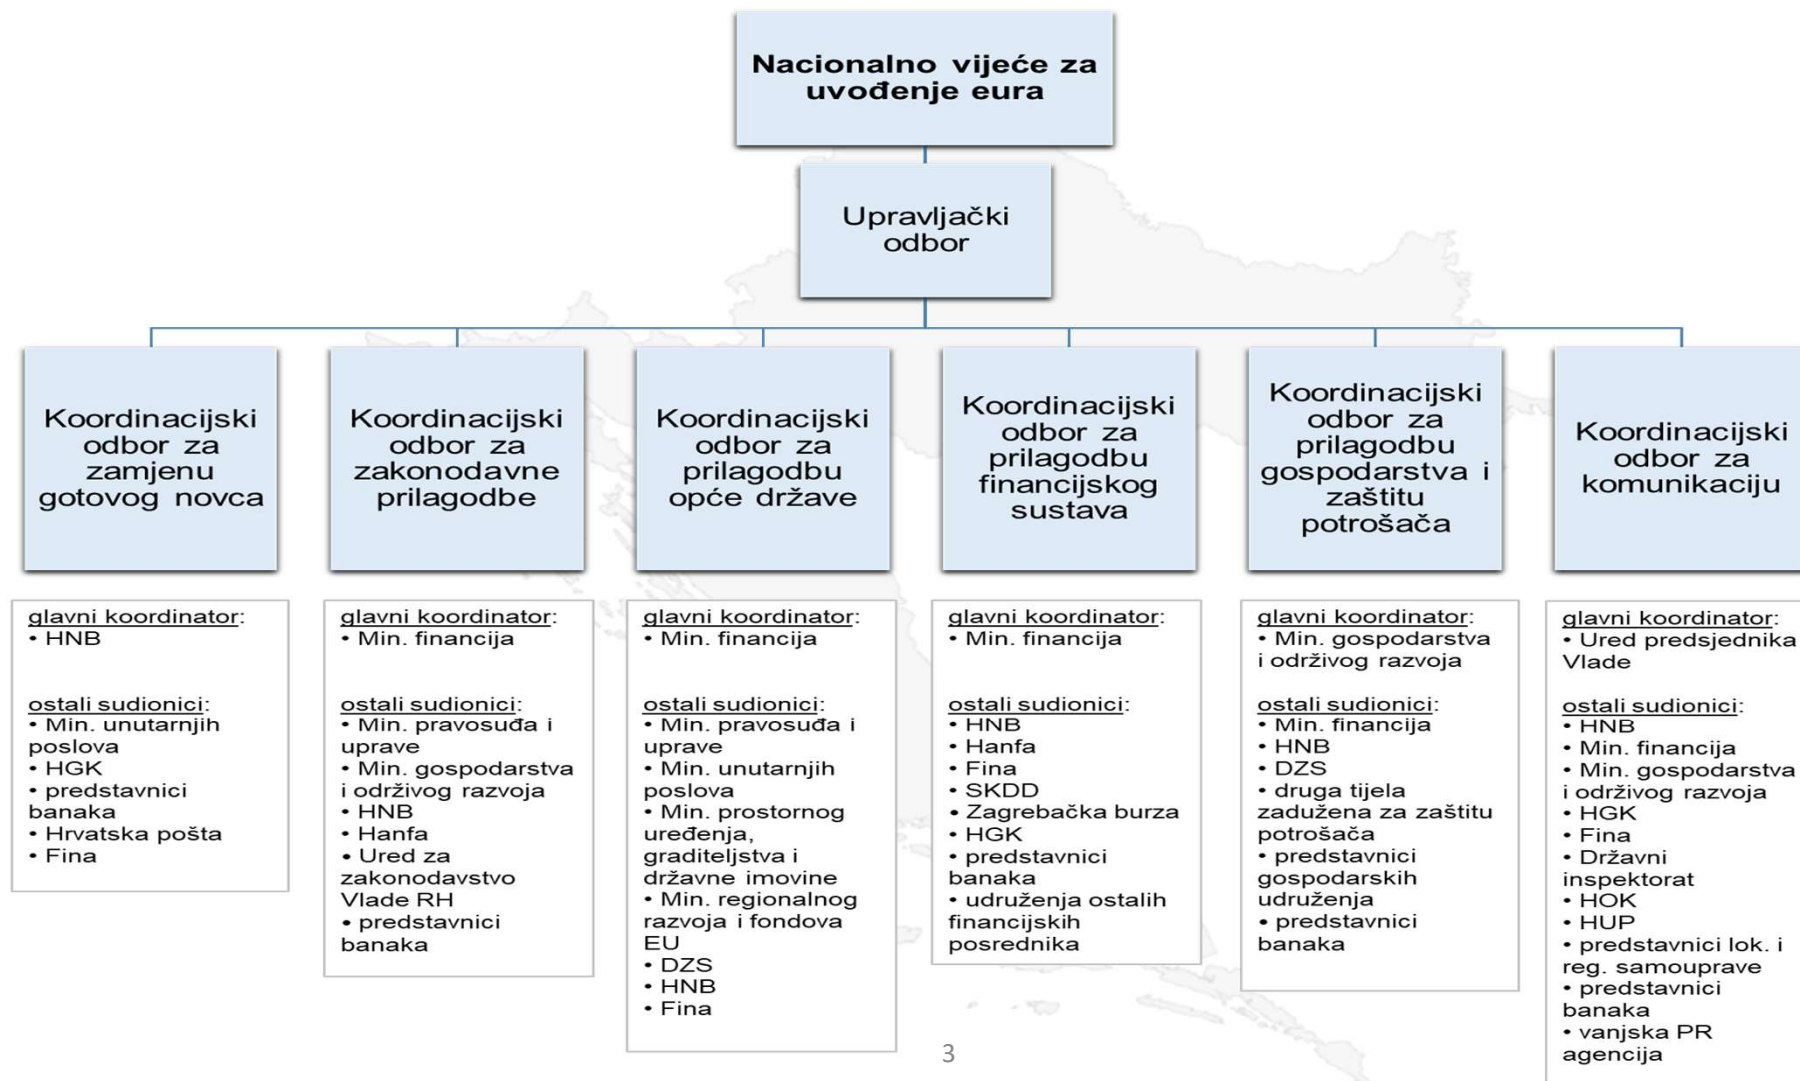 Nacionalno vijeće za
uvođenje eura
Upravljački
odbor
Koordinacijski
odbor za
zamjenu
gotovog novca
Koordinacijski
odbor za
zakonodavne
prilagodbe
Koordinacijski
odbor za
prilagodbu
opće države
Koordinacijski
odbor za
prilagodbu
financijskog
sustava
Koordinacijski
odbor za
prilagodbu
gospodarstva i
zaštitu
potrošača
Koordinacijski
odbor za
komunikaciju
glavni koordinator:
• HNB
ostali sudionici:
• Min. unutarnjih
poslova
• HGK
• predstavnici
banaka
• Hrvatska pošta
• Fina
glavni koordinator:
• Min. financija
ostali sudionici:
• Min. pravosuđa i
uprave
• Min. gospodarstva
i održivog razvoja
• HNB
• Hanfa
• Ured za
zakonodavstvo
Vlade RH
• predstavnici
banaka
glavni koordinator:
• Min. financija
ostali sudionici:
• Min. pravosuđa i
uprave
• Min. unutarnjih
poslova
• Min. prostornog
uređenja,
graditeljstva i
državne imovine
• Min. regionalnog
razvoja i fondova
EU
• DZS
• HNB
• Fina
glavni koordinator:
• Min. financija
ostali sudionici:
• HNB
• Hanfa
• Fina
• SKDD
• Zagrebačka burza
• HGK
• predstavnici
banaka
• udruženja ostalih
financijskih
posrednika
glavni koordinator:
• Min. gospodarstva
i održivog razvoja
ostali sudionici:
• Min. financija
• HNB
• DZS
• druga tijela
zadužena za zaštitu
potrošača
• predstavnici
gospodarskih
udruženja
• predstavnici
banaka
glavni koordinator:
• Ured predsjednika
Vlade
ostali sudionici:
• HNB
• Min. financija
• Min. gospodarstva
i održivog razvoja
• HGK
• Fina
• Državni
inspektorat
• HOK
• HUP
• predstavnici lok. i
reg. samouprave
• predstavnici
banaka
• vanjska PR
agencija
3